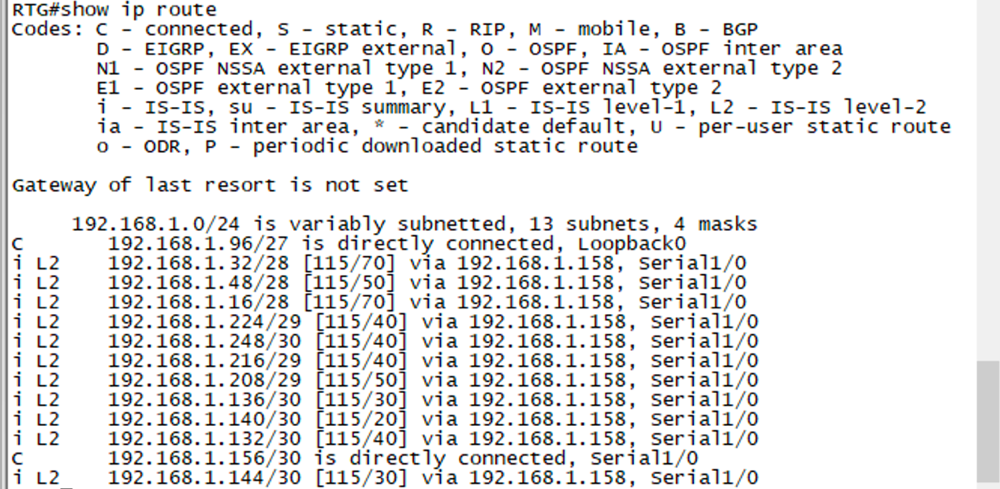 RTG#show ip route
Codes: C - connected, S - static, R - RIP, M - mobile, B - BGP
       D - EIGRP, EX - EIGRP external, O - OSPF, IA - OSPF inter area
       N1 - OSPF NSSA external type 1, N2 - OSPF NSSA external type 2
       E1 - OSPF external type 1, E2 - OSPF external type 2
       i - IS-IS, su - IS-IS summary, L1 - IS-IS level-1, L2 - IS-IS level-2
       ia - IS-IS inter area, * - candidate default, U - per-user static route
       o - ODR, P - periodic downloaded static route

Gateway of last resort is not set

     192.168.1.0/24 is variably subnetted, 13 subnets, 4 masks
C       192.168.1.96/27 is directly connected, Loopback0
i L2    192.168.1.32/28 [115/70] via 192.168.1.158, Serial1/0
i L2    192.168.1.48/28 [115/50] via 192.168.1.158, Serial1/0
i L2    192.168.1.16/28 [115/70] via 192.168.1.158, Serial1/0
i L2    192.168.1.224/29 [115/40] via 192.168.1.158, Serial1/0
i L2    192.168.1.248/30 [115/40] via 192.168.1.158, Serial1/0
i L2    192.168.1.216/29 [115/40] via 192.168.1.158, Serial1/0
i L2    192.168.1.208/29 [115/50] via 192.168.1.158, Serial1/0
i L2    192.168.1.136/30 [115/30] via 192.168.1.158, Serial1/0
i L2    192.168.1.140/30 [115/20] via 192.168.1.158, Serial1/0
i L2    192.168.1.132/30 [115/40] via 192.168.1.158, Serial1/0
C       192.168.1.156/30 is directly connected, Serial1/0
i L2    192.168.1.144/30 [115/30] via 192.168.1.158, Serial1/0